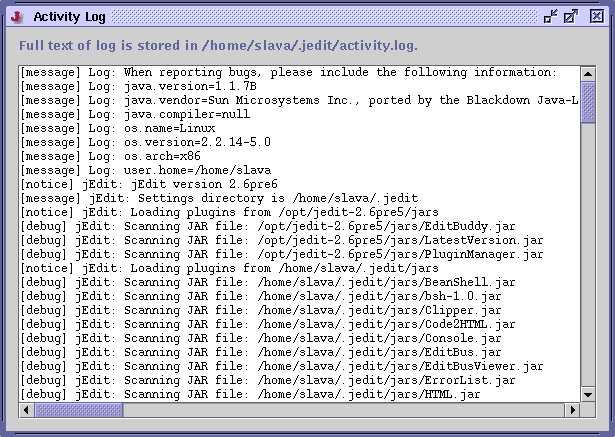 Activity Log
Full text of log is stored in /home/slava/.jedit/activity.log.
[message] Log: When reporting bugs, please include the following information:
[message] Log: java.version=1.1.7B
[message] Log: java.vendor=Sun Microsystems Inc., ported by the Blackdown Java-L
[message] Log: java.compiler=null
[message] Log: os.name=Linux
[message] Log: os.version=2.2.14-5.0
[message] Log: os.arch=x86
[message] Log: user.home=/home/slava
[notice] jEdit: jEdit version 2.6pre6
[message] jEdit: Settings directory is /home/slava/.jedit
[notice] jEdit: Loading plugins from /opt/jedit-2.6pre5/jars
[debug] jEdit: Scanning JAR file: /opt/jedit-2.6pre5/jars/EditBuddy.jar
[debug] jEdit: Scanning JAR file: /opt/jedit-2.6pre5/jars/LatestVersion.jar
[debug] jEdit: Scanning JAR file: /opt/jedit-2.6pre5/jars/PluginManager.jar
[notice] jEdit: Loading plugins from /home/slava/.jedit/jars
[debug] jEdit: Scanning JAR file: /home/slava/.jedit/jars/BeanShell.jar
[debug] jEdit: Scanning JAR file: /home/slava/.jedit/jars/bsh-1.0.jar
[debug] jEdit: Scanning JAR file: /home/slava/.jedit/jars/Clipper.jar
[debug] jEdit: Scanning JAR file: /home/slava/.jedit/jars/Code2HTML.jar
[debug] jEdit: Scanning JAR file: /home/slava/.jedit/jars/Console.jar
[debug] jEdit: Scanning JAR file: /home/slava/.jedit/jars/EditBus.jar
[debug] jEdit: Scanning JAR file: /home/slava/.jedit/jars/EditBusViewer.jar
[debug] jEdit: Scanning JAR file: /home/slava/.jedit/jars/ErrorList.jar
[debug] jEdit: Scanning JAR file: /home/slava/.jedit/jars/HTML.jar